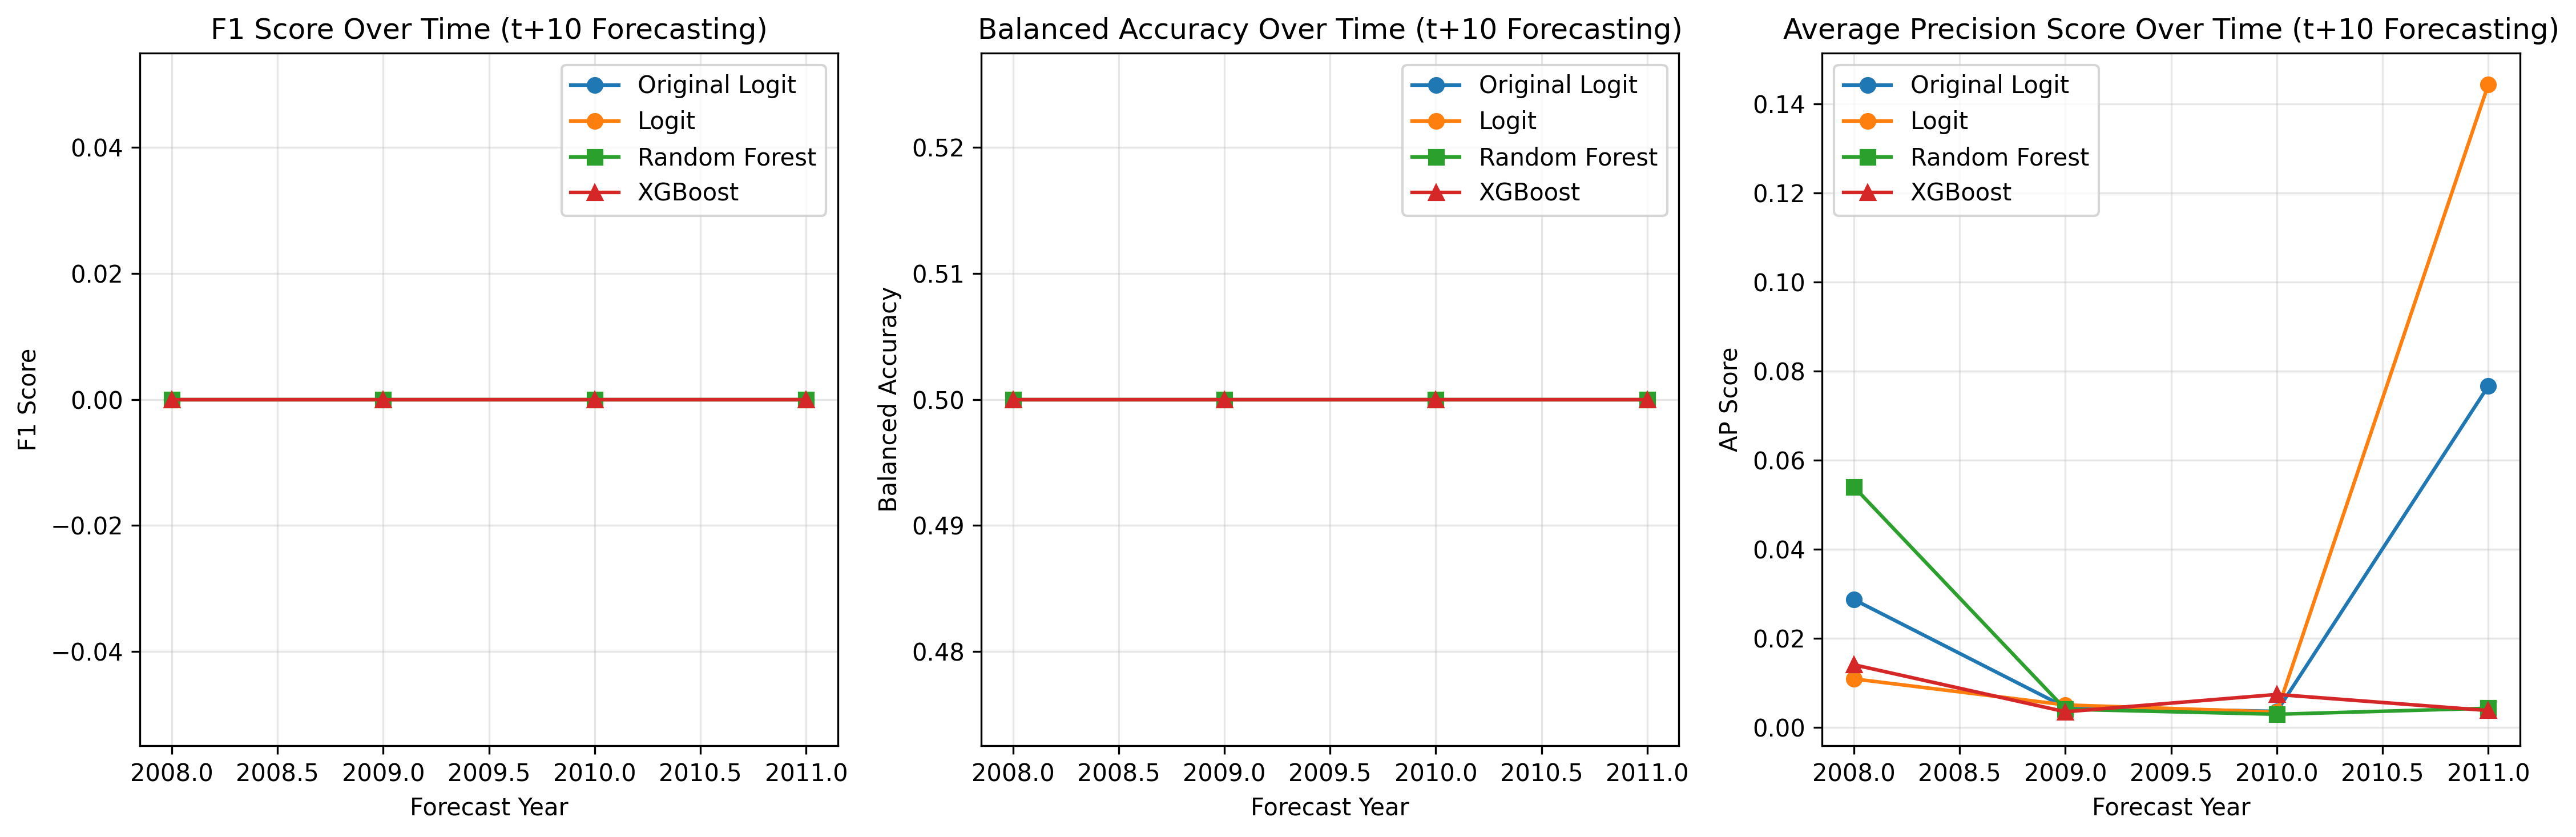 F1 Score Over Time (t+10 Forecasting)
Original Logit
Logit
Random Forest
XGBoost
0.04
0.02
0.00
−0.02
−0.04
F1 Score
2008.0 2008.5 2009.0 2009.5 2010.0 2010.5 2011.0
Forecast Year
Balanced Accuracy Over Time (t+10 Forecasting)
Original Logit
Logit
Random Forest
XGBoost
0.52
0.51
0.50
0.49
0.48
Balanced Accuracy
2008.0 2008.5 2009.0 2009.5 2010.0 2010.5 2011.0
Forecast Year
Average Precision Score Over Time (t+10 Forecasting)
Original Logit
Logit
Random Forest
XGBoost
0.14
0.12
0.10
0.08
0.06
0.04
0.02
0.00
AP Score
2008.0 2008.5 2009.0 2009.5 2010.0 2010.5 2011.0
Forecast Year